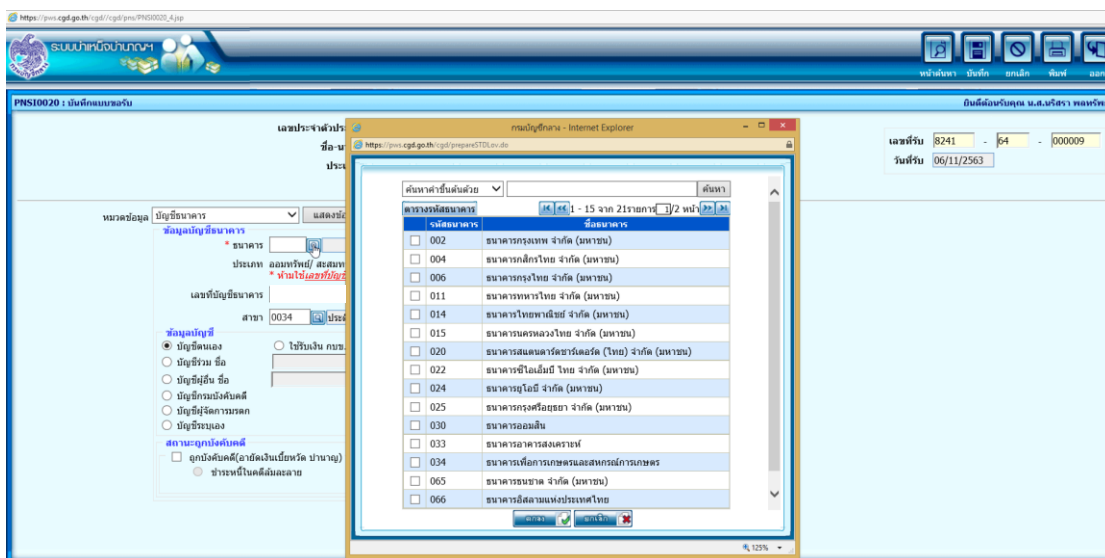 https://pws.cgd.go.th/cgd//cgd/pns/PNSI0020_4.jsp
ระบบบำเหน็จบำนาญฯ
หน้าค้นหา บันทึก ยกเลิก พิมพ์ ออก
PNSI0020 : บันทึกแบบขอรับ
ยินดีต้อนรับคุณ น.ส.นริสรา พลทรัพ
เลขประจำตัวประ
ชื่อ-น
ประเ
เลขที่รับ 8241 - 64 - 000009
วันที่รับ 06/11/2563
หมวดข้อมูล บัญชีธนาคาร แสดงข้อ
ข้อมูลบัญชีธนาคาร
* ธนาคาร
ประเภท ออมทรัพย์/ สะสมท
* ห้ามใช้เลขที่บัญชี
เลขที่บัญชีธนาคาร
สาขา 0034 ประดิ
ข้อมูลบัญชี
บัญชีตนเอง ใช้รับเงิน กบข.
บัญชีร่วม ชื่อ
บัญชีผู้อื่น ชื่อ
บัญชีกรมบังคับคดี
บัญชีผู้จัดการมรดก
บัญชีระบุเอง
สถานะถูกบังคับคดี
ถูกบังคับคดี(อายัดเงินเบี้ยหวัด บำนาญ)
ชำระหนี้ในคดีล้มละลาย
กรมบัญชีกลาง - Internet Explorer
https://pws.cgd.go.th/cgd/prepareSTDLov.do
ค้นหาคำขึ้นต้นด้วย ค้นหา
ตารางรหัสธนาคาร 1 - 15 จาก 21รายการ 1/2 หน้า
รหัสธนาคาร ชื่อธนาคาร
002 ธนาคารกรุงเทพ จำกัด (มหาชน)
004 ธนาคารกสิกรไทย จำกัด (มหาชน)
006 ธนาคารกรุงไทย จำกัด (มหาชน)
011 ธนาคารทหารไทย จำกัด (มหาชน)
014 ธนาคารไทยพาณิชย์ จำกัด (มหาชน)
015 ธนาคารนครหลวงไทย จำกัด (มหาชน)
020 ธนาคารสแตนดาร์ดชาร์เตอร์ด (ไทย) จำกัด (มหาชน)
022 ธนาคารซีไอเอ็มบี ไทย จำกัด (มหาชน)
024 ธนาคารยูโอบี จำกัด (มหาชน)
025 ธนาคารกรุงศรีอยุธยา จำกัด (มหาชน)
030 ธนาคารออมสิน
033 ธนาคารอาคารสงเคราะห์
034 ธนาคารเพื่อการเกษตรและสหกรณ์การเกษตร
065 ธนาคารธนชาต จำกัด (มหาชน)
066 ธนาคารอิสลามแห่งประเทศไทย
ตกลง ยกเลิก
125%